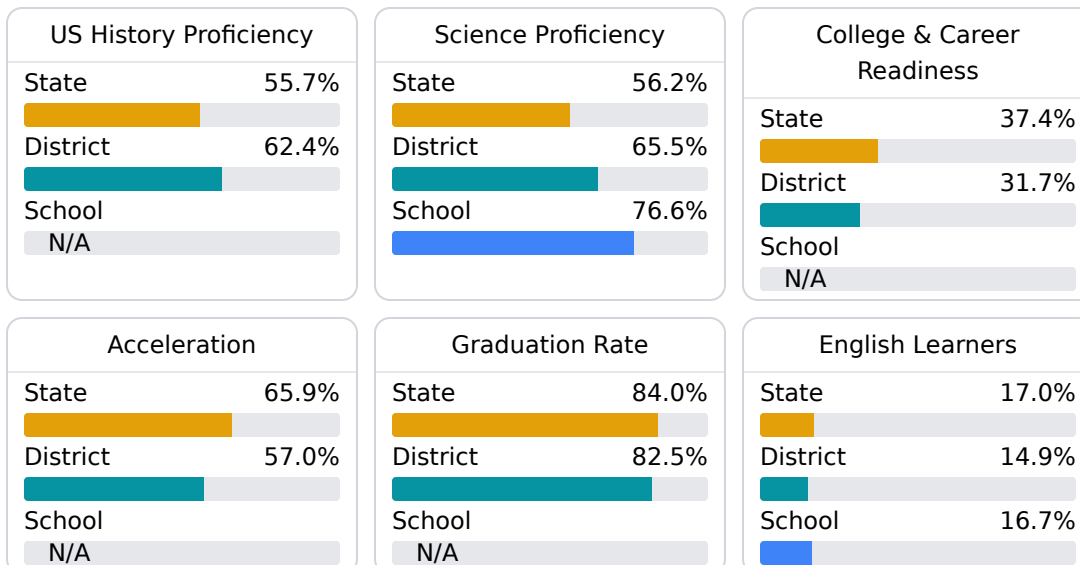 US History Proficiency
State 55.7%
District 62.4%
School
N/A
Science Proficiency
State 56.2%
District 65.5%
School 76.6%
College & Career
Readiness
State 37.4%
District 31.7%
School
N/A
Acceleration
State 65.9%
District 57.0%
School
N/A
Graduation Rate
State 84.0%
District 82.5%
School
N/A
English Learners
State 17.0%
District 14.9%
School 16.7%